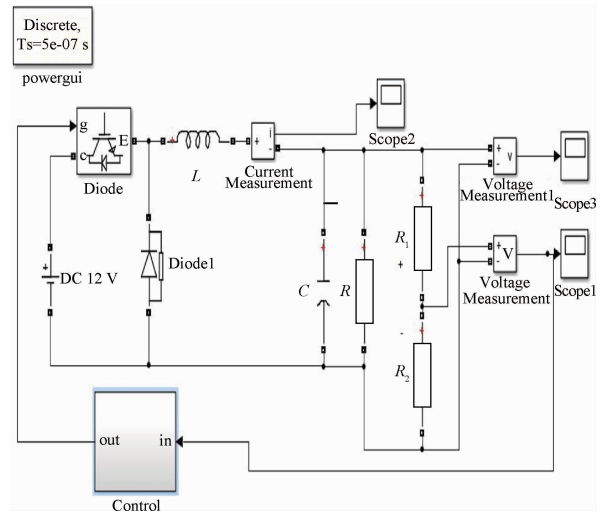 Discrete,
Ts=5e-07 s
powergui
g
E
c
Diode
L
+
-
i
Current
Measurement
Scope2
+
-
v
Voltage
Measurement1
Scope3
+
DC 12 V
Diode1
+
C
+
R
+
R1
+
-
+
R2
+
-
V
Voltage
Measurement
Scope1
out
in
Control